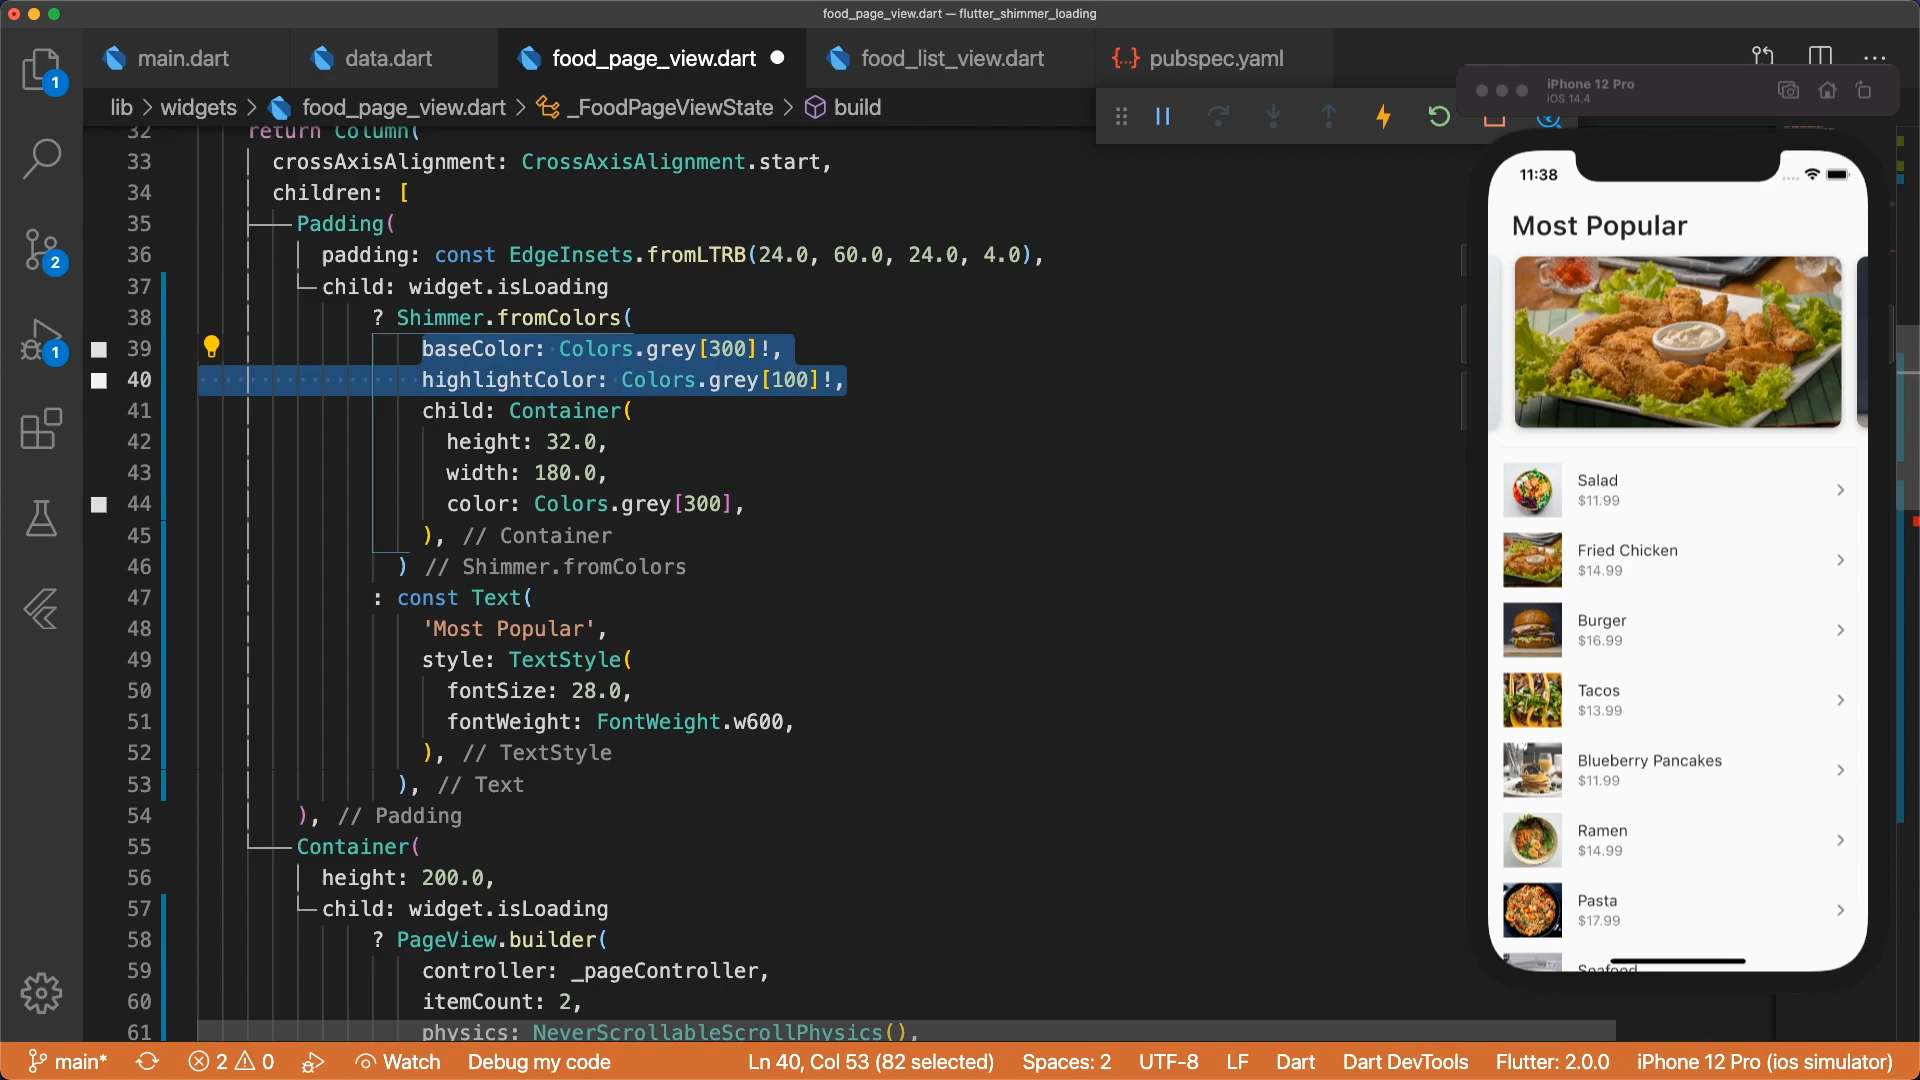 food_page_view.dart — flutter_shimmer_loading
main.dart
data.dart
food_page_view.dart
food_list_view.dart
{...} pubspec.yaml
lib > widgets > food_page_view.dart > _FoodPageViewState > build
iPhone 12 Pro
iOS 14.4
1
2
1
32 return Column(
33 crossAxisAlignment: CrossAxisAlignment.start,
34 children: [
35 Padding(
36 padding: const EdgeInsets.fromLTRB(24.0, 60.0, 24.0, 4.0),
37 child: widget.isLoading
38 ? Shimmer.fromColors(
39 baseColor: Colors.grey[300]!,
40 highlightColor: Colors.grey[100]!,
41 child: Container(
42 height: 32.0,
43 width: 180.0,
44 color: Colors.grey[300],
45 ), // Container
46 ) // Shimmer.fromColors
47 : const Text(
48 'Most Popular',
49 style: TextStyle(
50 fontSize: 28.0,
51 fontWeight: FontWeight.w600,
52 ), // TextStyle
53 ), // Text
54 ), // Padding
55 Container(
56 height: 200.0,
57 child: widget.isLoading
58 ? PageView.builder(
59 controller: _pageController,
60 itemCount: 2,
61 physics: NeverScrollableScrollPhysics(),
11:38
Most Popular
Salad
$11.99
Fried Chicken
$14.99
Burger
$16.99
Tacos
$13.99
Blueberry Pancakes
$11.99
Ramen
$14.99
Pasta
$17.99
Seafood
main* 2 0 Watch Debug my code Ln 40, Col 53 (82 selected) Spaces: 2 UTF-8 LF Dart Dart DevTools Flutter: 2.0.0 iPhone 12 Pro (ios simulator)